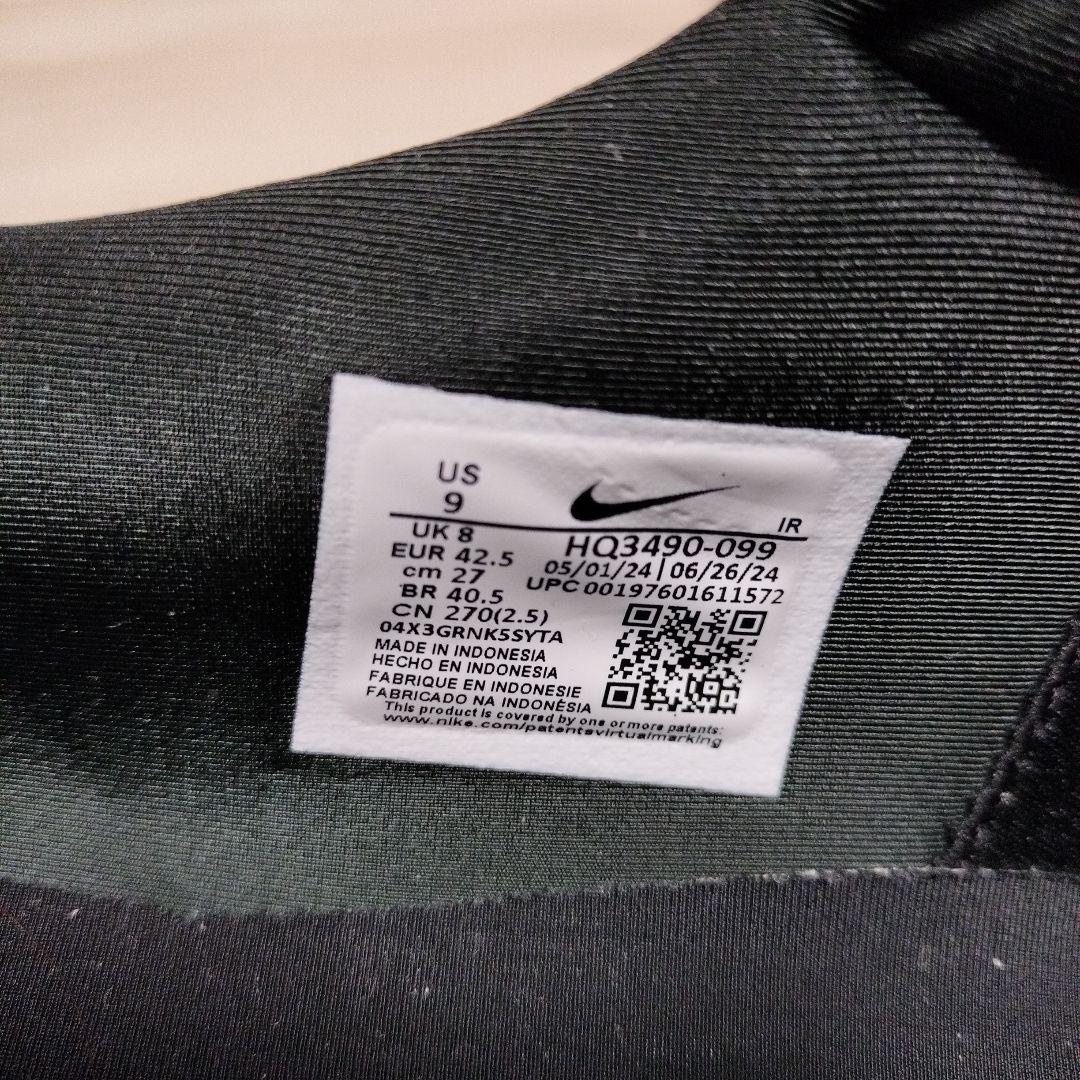 US
9
IR
UK 8
EUR 42.5
cm 27
BR 40.5
CN 270(2.5)
HQ3490-099
05/01/24 | 06/26/24
UPC 00197601611572
04X3GRNK5SYTA
MADE IN INDONESIA
HECHO EN INDONESIA
FABRIQUE EN INDONESIE
FABRICADO NA INDONÉSIA
This product is covered by one or more patents:
www.nike.com/patentsvirtualmarking